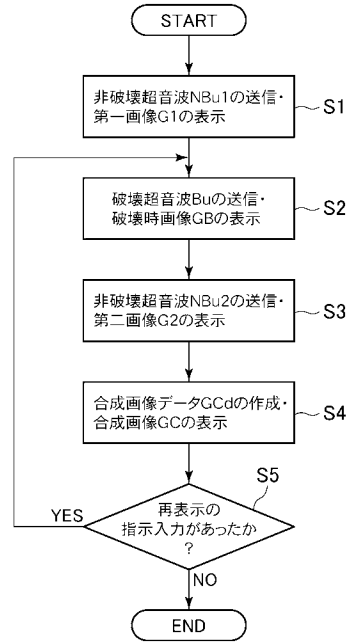 START
非破壊超音波NBu1の送信・
第一画像G1の表示
S1
破壊超音波Buの送信・
破壊時画像GBの表示
S2
非破壊超音波NBu2の送信・
第二画像G2の表示
S3
合成画像データGCdの作成・
合成画像GCの表示
S4
S5
再表示の
指示入力があったか
?
YES
NO
END